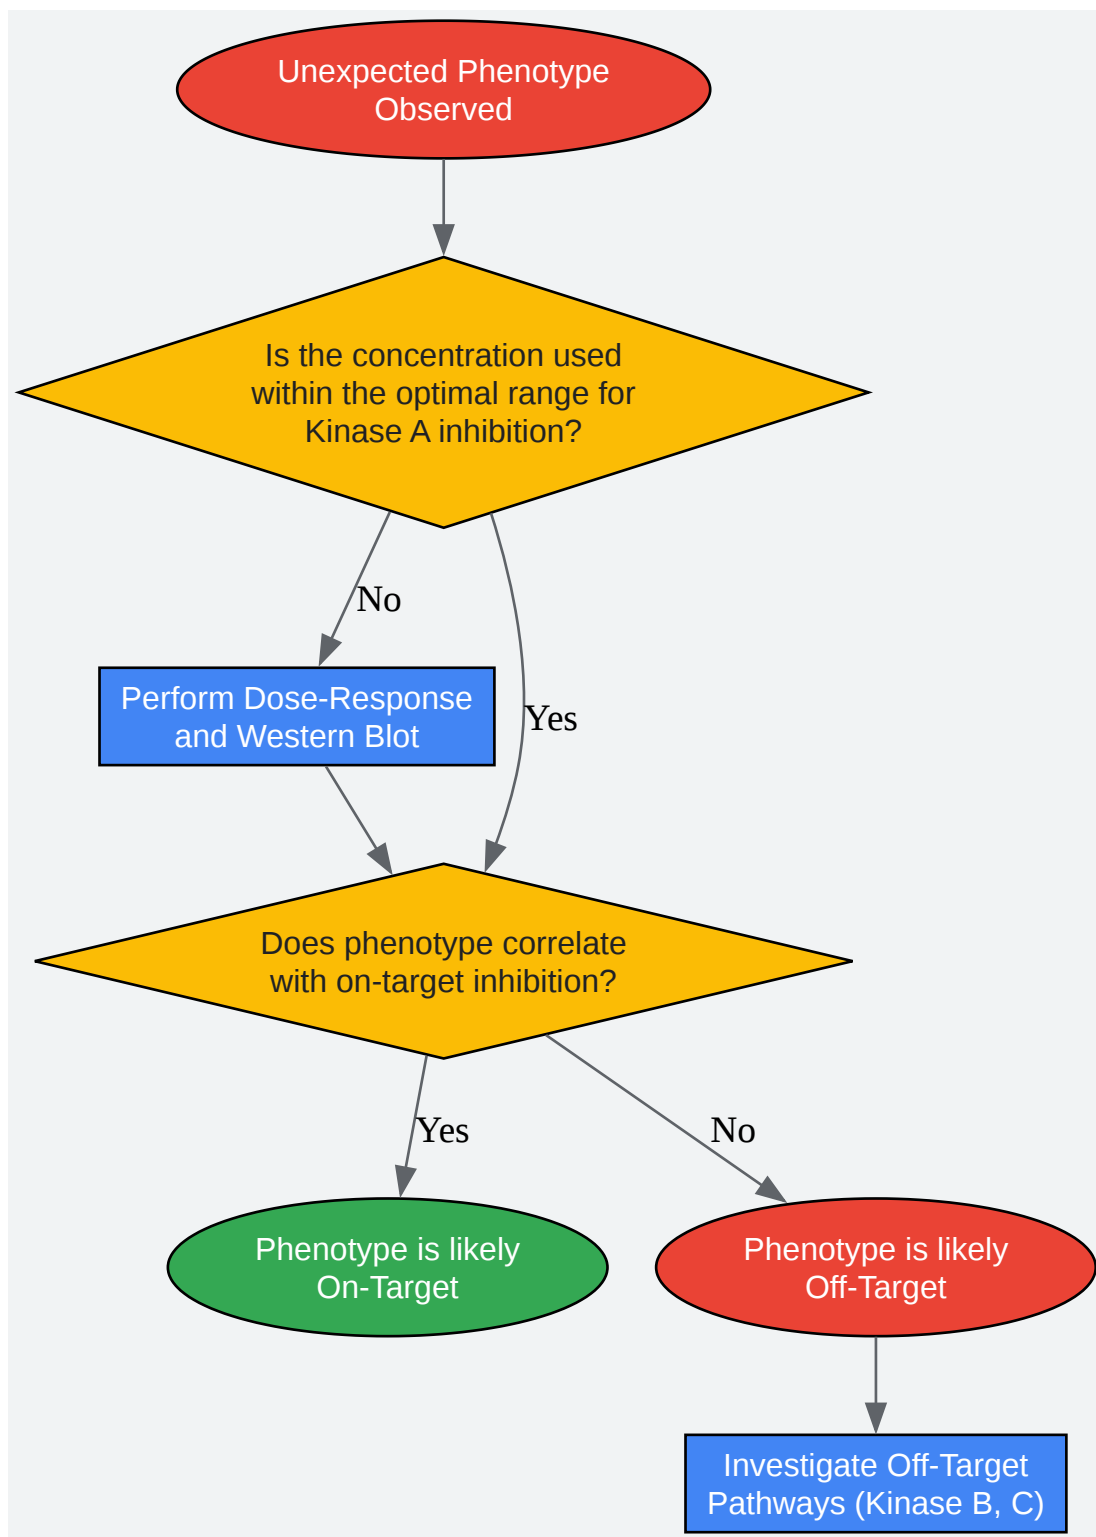 Unexpected Phenotype
Observed
Is the concentration used
within the optimal range for
Kinase A inhibition?
No
Perform Dose-Response
and Western Blot
Yes
Does phenotype correlate
with on-target inhibition?
Yes
No
Phenotype is likely
On-Target
Phenotype is likely
Off-Target
Investigate Off-Target
Pathways (Kinase B, C)